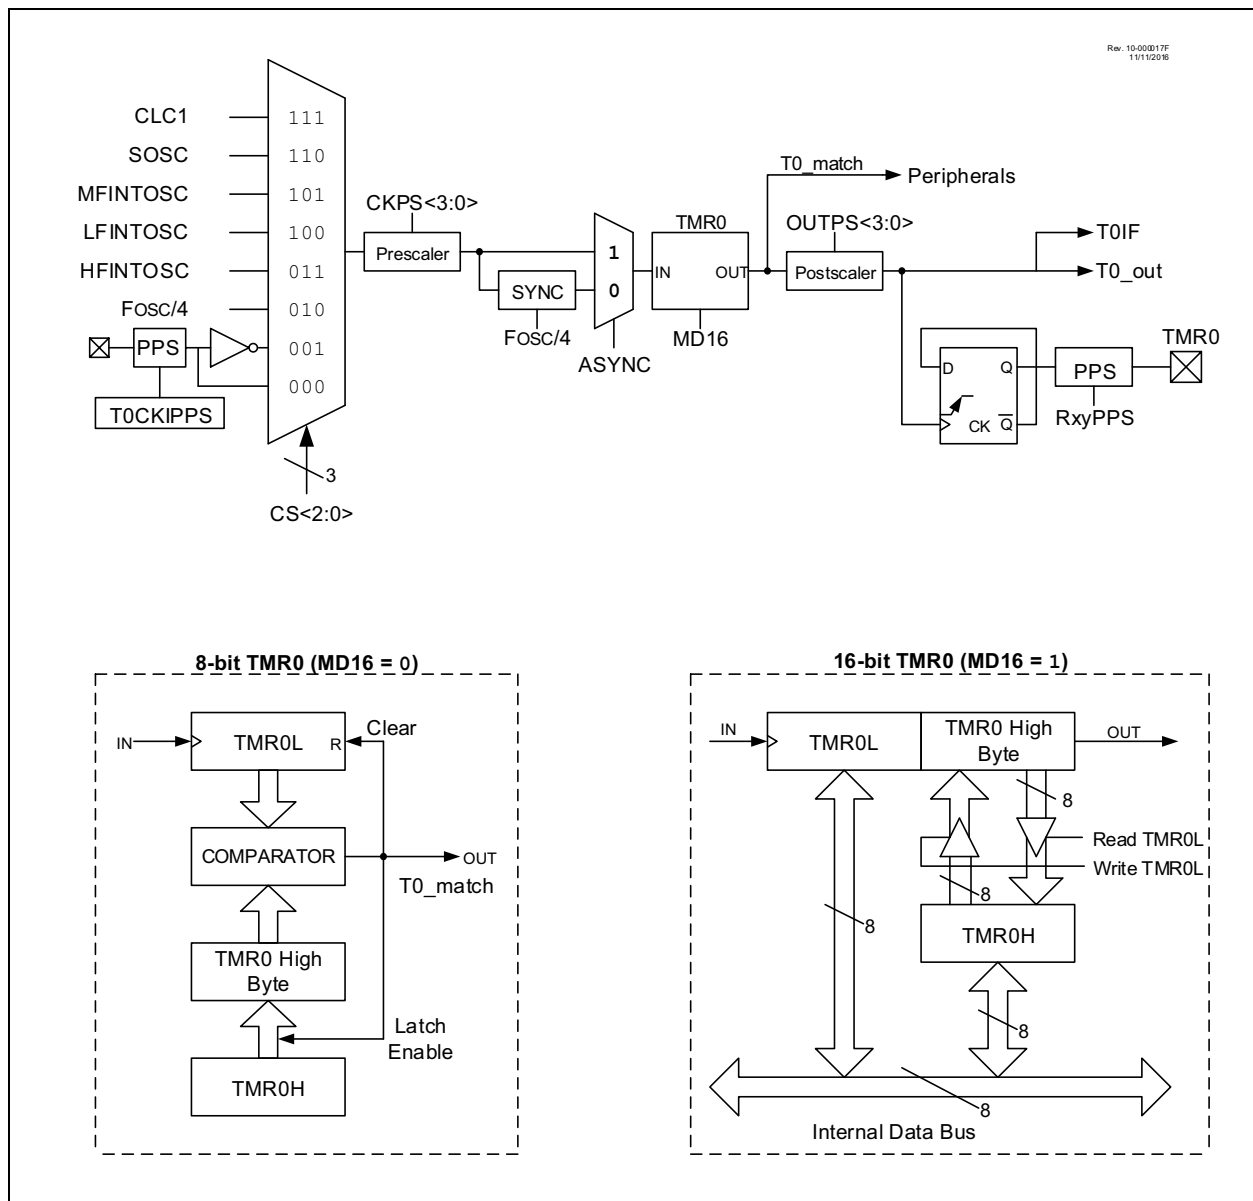 Rev. 10-000017F
11/11/2016
CLC1
111
SOSC
110
MFINTOSC
101
LFINTOSC
100
HFINTOSC
011
FOSC/4
010
PPS
001
000
T0CKIPPS
3
CS<2:0>
CKPS<3:0>
Prescaler
SYNC
FOSC/4
1
0
ASYNC
TMR0
IN
OUT
MD16
T0_match
Peripherals
OUTPS<3:0>
Postscaler
T0IF
T0_out
D
Q
CK
Q̅
PPS
RxyPPS
TMR0
8-bit TMR0 (MD16 = 0)
IN
TMR0L
R
Clear
COMPARATOR
OUT
T0_match
TMR0 High
Byte
Latch
Enable
TMR0H
16-bit TMR0 (MD16 = 1)
IN
TMR0L
TMR0 High
Byte
OUT
8
Read TMR0L
Write TMR0L
8
TMR0H
8
8
8
Internal Data Bus